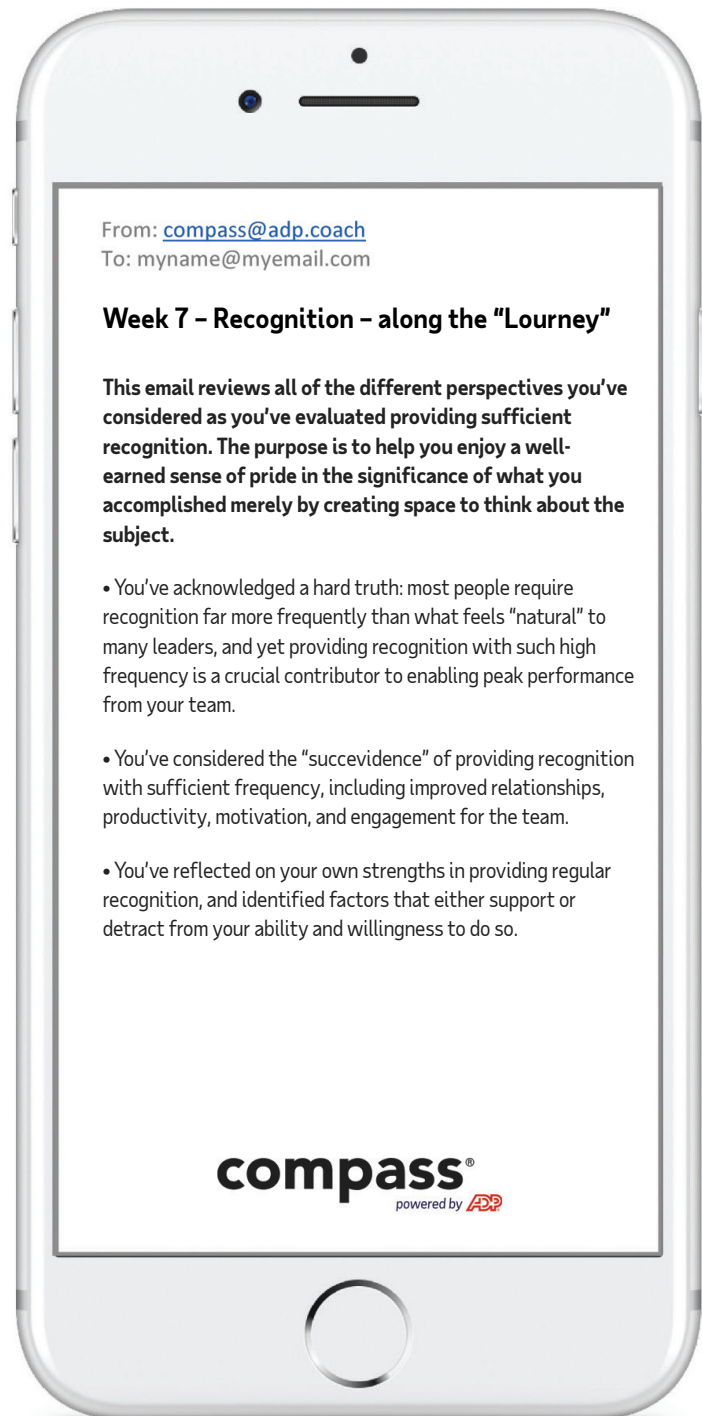 From: compass@adp.coach
To: myname@myemail.com
Week 7 – Recognition – along the “Lourney”
This email reviews all of the different perspectives you’ve
considered as you’ve evaluated providing sufficient
recognition. The purpose is to help you enjoy a well-
earned sense of pride in the significance of what you
accomplished merely by creating space to think about the
subject.
• You’ve acknowledged a hard truth: most people require
recognition far more frequently than what feels “natural” to
many leaders, and yet providing recognition with such high
frequency is a crucial contributor to enabling peak performance
from your team.
• You’ve considered the “succevidence” of providing recognition
with sufficient frequency, including improved relationships,
productivity, motivation, and engagement for the team.
• You’ve reflected on your own strengths in providing regular
recognition, and identified factors that either support or
detract from your ability and willingness to do so.
compass®
powered by ADP